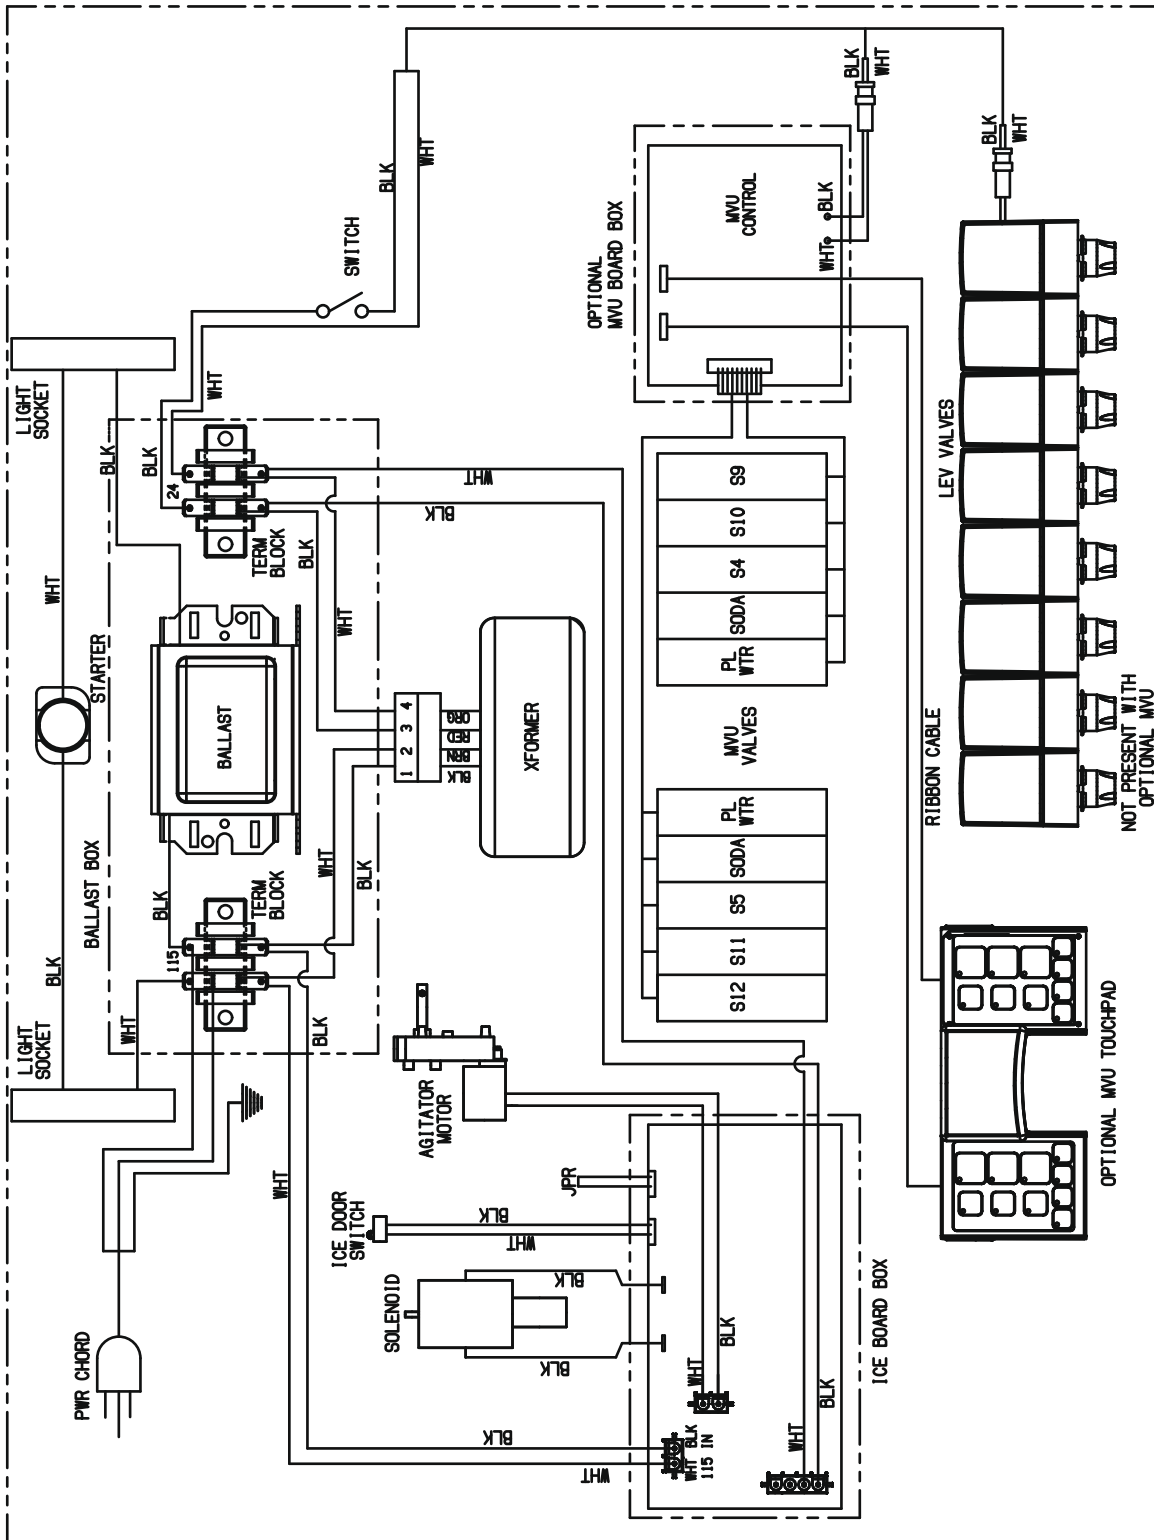 PWR CHORD
LIGHT
SOCKET
BLK
STARTER
WHT
LIGHT
SOCKET
BALLAST BOX
WHT
BLK
115
TERM
BLOCK
BALLAST
BLK
BLK
24
WHT
TERM
BLOCK
SWITCH
BLK
WHT
WHT
BLK
WHT
BLK
BLK
WHT
WHT
BLK
1
2
3
4
BLK
BRN
RED
ORG
XFORMER
ICE DOOR
SWITCH
BLK
WHT
JPR
AGITATOR
MOTOR
SOLENOID
BLK
BLK
BLK
WHT
WHT
BLK
WHT BLK
115 IN
WHT
BLK
ICE BOARD BOX
S12
S11
S5
SODA
PL
WTR
MVU
VALVES
PL
WTR
SODA
S4
S10
S9
OPTIONAL
MVU BOARD BOX
MVU
CONTROL
WHT
BLK
BLK
WHT
BLK
WHT
RIBBON CABLE
LEV VALVES
OPTIONAL MVU TOUCHPAD
NOT PRESENT WITH
OPTIONAL MVU